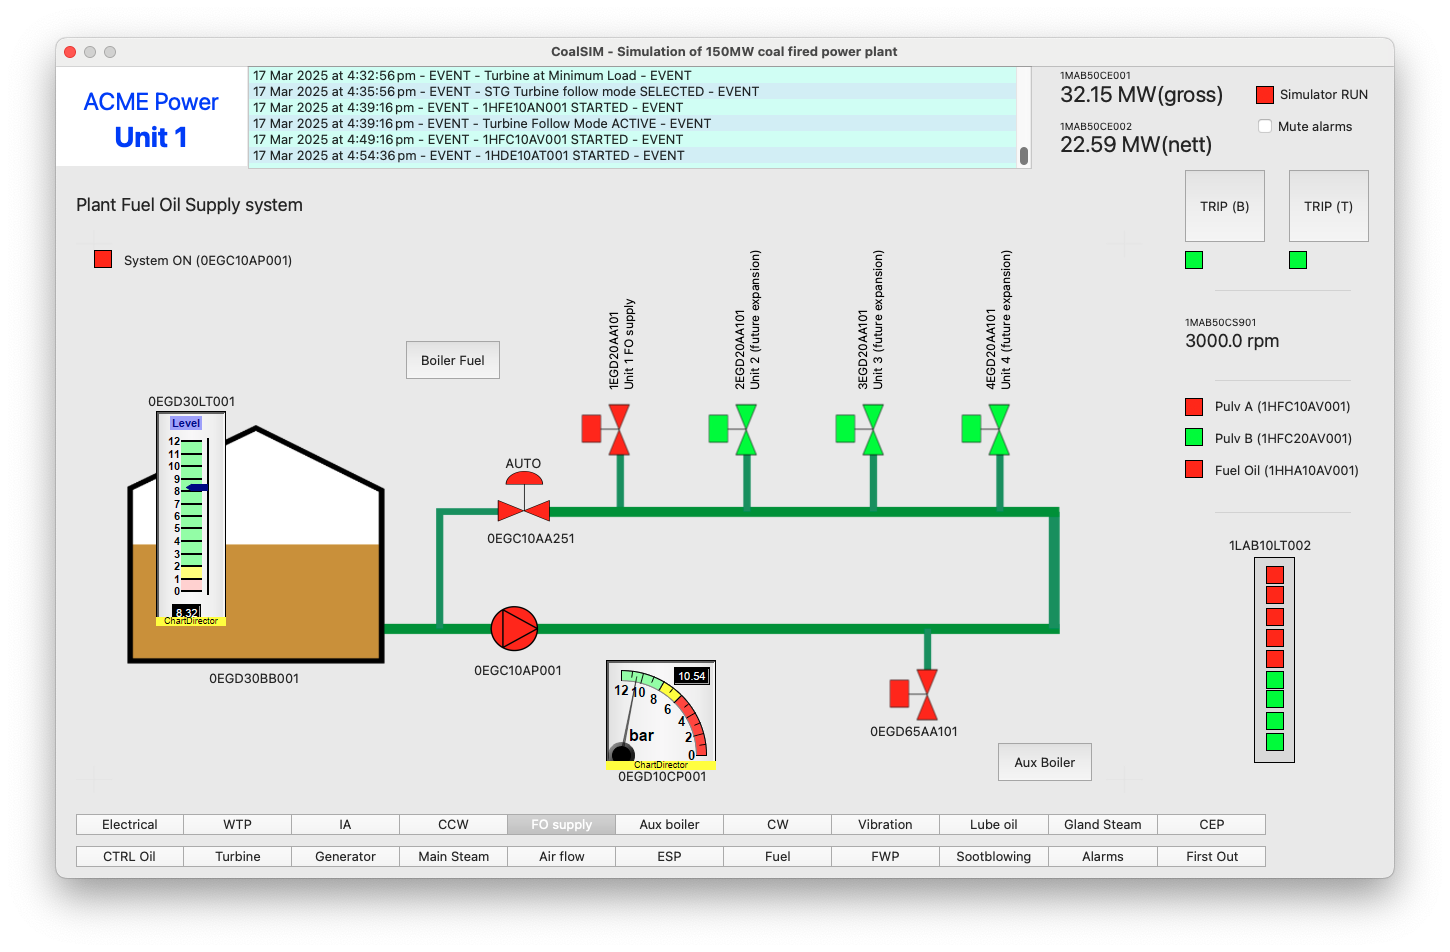 CoalSIM - Simulation of 150MW coal fired power plant
ACME Power
Unit 1
17 Mar 2025 at 4:32:56 pm - EVENT - Turbine at Minimum Load - EVENT
17 Mar 2025 at 4:35:56 pm - EVENT - STG Turbine follow mode SELECTED - EVENT
17 Mar 2025 at 4:39:16 pm - EVENT - 1HFE10AN001 STARTED - EVENT
17 Mar 2025 at 4:39:16 pm - EVENT - Turbine Follow Mode ACTIVE - EVENT
17 Mar 2025 at 4:49:16 pm - EVENT - 1HFC10AV001 STARTED - EVENT
17 Mar 2025 at 4:54:36 pm - EVENT - 1HDE10AT001 STARTED - EVENT
1MAB50CE001
32.15 MW(gross)
1MAB50CE002
22.59 MW(nett)
Simulator RUN
Mute alarms
TRIP (B)
TRIP (T)
1MAB50CS901
3000.0 rpm
Pulv A (1HFC10AV001)
Pulv B (1HFC20AV001)
Fuel Oil (1HHA10AV001)
1LAB10LT002
Plant Fuel Oil Supply system
System ON (0EGC10AP001)
Boiler Fuel
1EGD20AA101
Unit 1 FO supply
2EGD20AA101
Unit 2 (future expansion)
3EGD20AA101
Unit 3 (future expansion)
4EGD20AA101
Unit 4 (future expansion)
0EGD30LT001
Level
12
11
10
9
8
7
6
5
4
3
2
1
0
8.32
ChartDirector
0EGD30BB001
AUTO
0EGC10AA251
0EGC10AP001
10.54
12
10
8
6
4
2
0
bar
ChartDirector
0EGD10CP001
0EGD65AA101
Aux Boiler
Electrical
WTP
IA
CCW
FO supply
Aux boiler
CW
Vibration
Lube oil
Gland Steam
CEP
CTRL Oil
Turbine
Generator
Main Steam
Air flow
ESP
Fuel
FWP
Sootblowing
Alarms
First Out